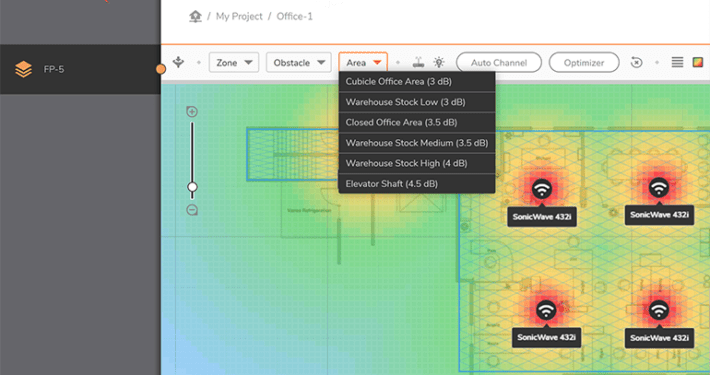 / My Project / Office-1
FP-5
Zone
Obstacle
Area
Auto Channel
Optimizer
Cubicle Office Area (3 dB)
Warehouse Stock Low (3 dB)
Closed Office Area (3.5 dB)
Warehouse Stock Medium (3.5 dB)
Warehouse Stock High (4 dB)
Elevator Shaft (4.5 dB)
SonicWave 432i
SonicWave 432i
SonicWave 432i
SonicWave 432i